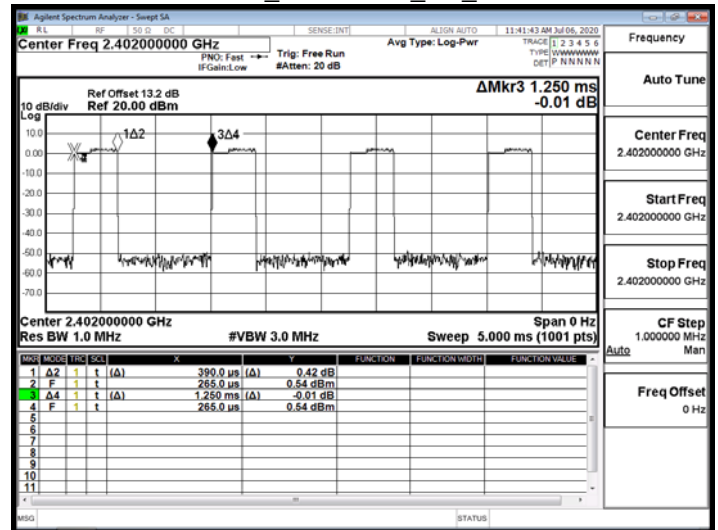 Agilent Spectrum Analyzer - Swept SA
RL RF 50 Ω DC SENSE:INT ALIGN AUTO 11:41:43 AM Jul 06, 2020
Center Freq 2.402000000 GHz
PNO: Fast
IFGain:Low
Trig: Free Run
#Atten: 20 dB
Avg Type: Log-Pwr
TRACE 1 2 3 4 5 6
TYPE WWWWWW
DET P N N N N N
ΔMkr3 1.250 ms
-0.01 dB
Ref Offset 13.2 dB
10 dB/div Ref 20.00 dBm
Log
1Δ2
3Δ4
10.0
0.00
-10.0
-20.0
-30.0
-40.0
-50.0
-60.0
-70.0
Center 2.402000000 GHz Span 0 Hz
Res BW 1.0 MHz #VBW 3.0 MHz Sweep 5.000 ms (1001 pts)
MKR MODE TRC SCL X Y FUNCTION FUNCTION WIDTH FUNCTION VALUE
1 Δ2 1 t (Δ) 390.0 µs (Δ) 0.42 dB
2 F 1 t 265.0 µs 0.54 dBm
3 Δ4 1 t (Δ) 1.250 ms (Δ) -0.01 dB
4 F 1 t 265.0 µs 0.54 dBm
5
6
7
8
9
10
11
MSG STATUS
Frequency
Auto Tune
Center Freq
2.402000000 GHz
Start Freq
2.402000000 GHz
Stop Freq
2.402000000 GHz
CF Step
1.000000 MHz
Auto Man
Freq Offset
0 Hz